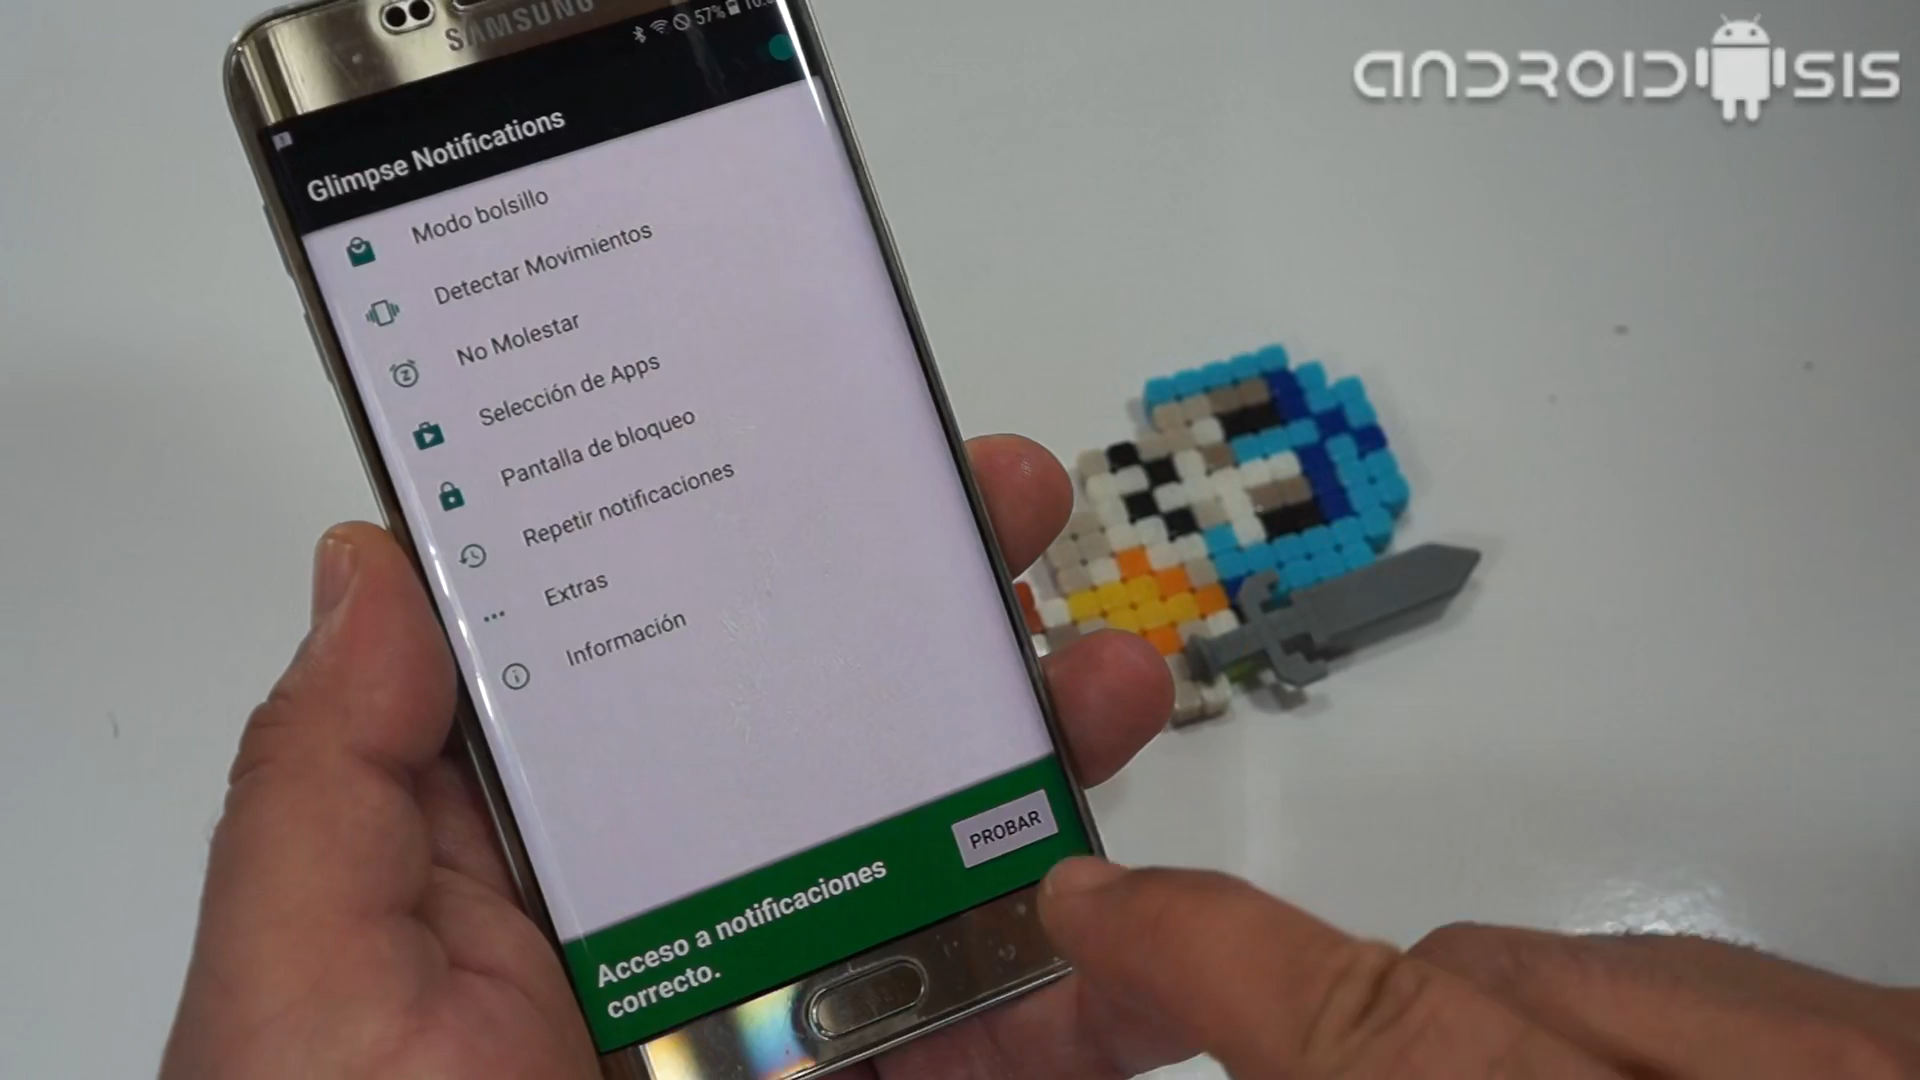 SAMSUNG
57%
ANDROIDSIS
Glimpse Notifications
Modo bolsillo
Detectar Movimientos
No Molestar
Selección de Apps
Pantalla de bloqueo
Repetir notificaciones
Extras
Información
PROBAR
Acceso a notificaciones
correcto.